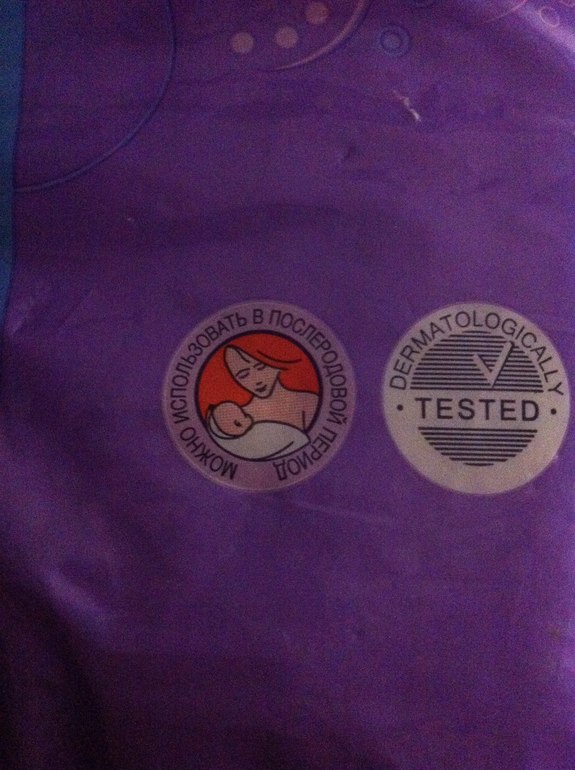 МОЖНО ИСПОЛЬЗОВАТЬ В ПОСЛЕРОДОВОЙ ПЕРИОД
DERMATOLOGICALLY
TESTED